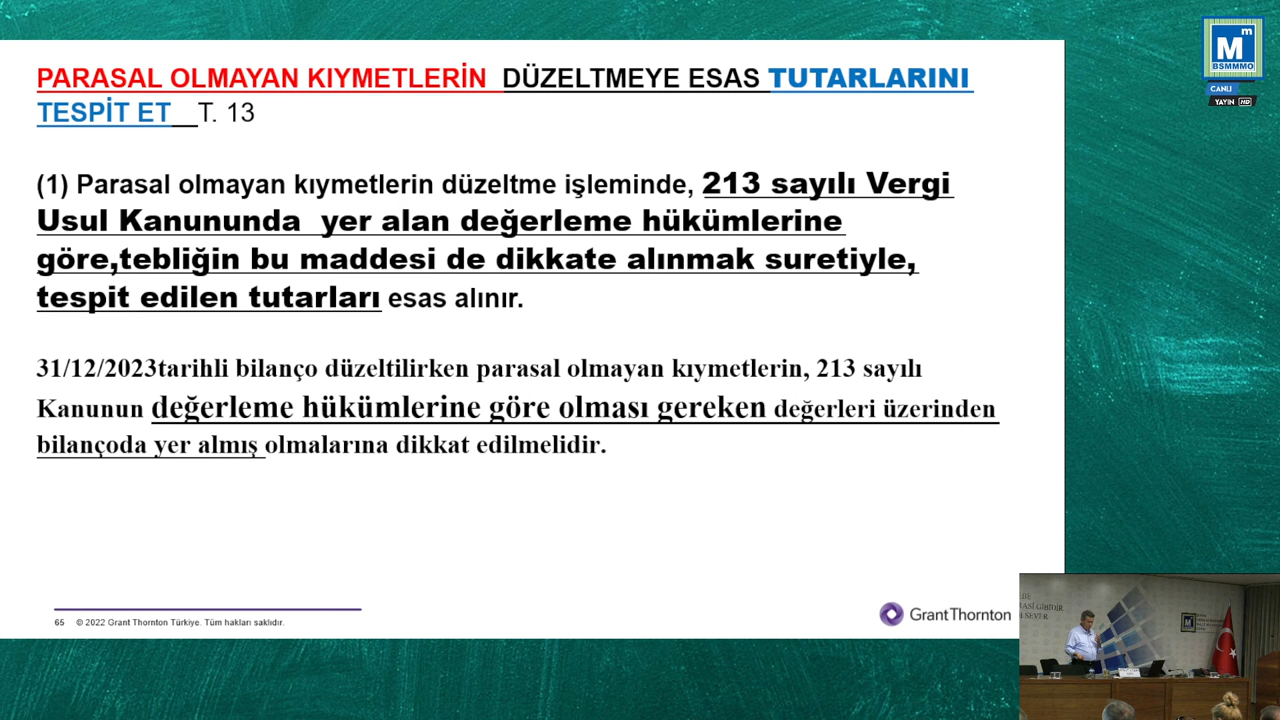 PARASAL OLMAYAN KIYMETLERİN DÜZELTMEYE ESAS TUTARLARINI
TESPİT ET T. 13
(1) Parasal olmayan kıymetlerin düzeltme işleminde, 213 sayılı Vergi
Usul Kanununda yer alan değerleme hükümlerine
göre,tebliğin bu maddesi de dikkate alınmak suretiyle,
tespit edilen tutarları esas alınır.
31/12/2023tarihli bilanço düzeltilirken parasal olmayan kıymetlerin, 213 sayılı
Kanunun değerleme hükümlerine göre olması gereken değerleri üzerinden
bilançoda yer almış olmalarına dikkat edilmelidir.
65 © 2022 Grant Thornton Türkiye. Tüm hakları saklıdır.
GrantThornton
Mm
BSMMMO
CANLI
YAYIN HD